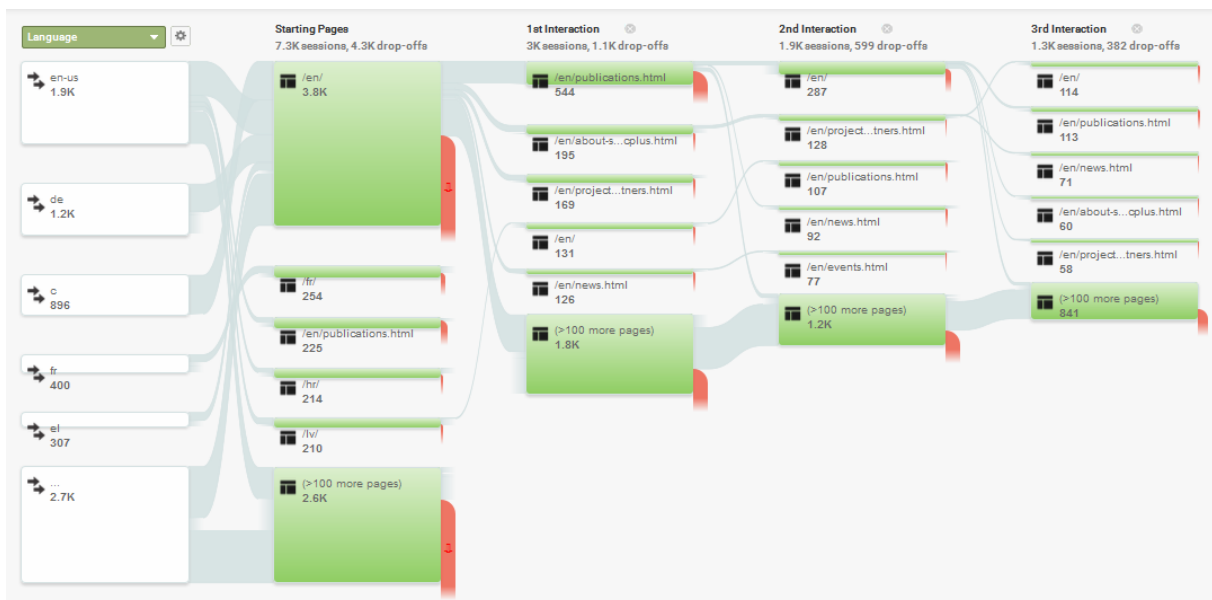 Language
en-us
1.9K
de
1.2K
c
896
fr
400
el
307
...
2.7K
Starting Pages
7.3K sessions, 4.3K drop-offs
/en/
3.8K
/fr/
254
/en/publications.html
225
/hr/
214
/lv/
210
(>100 more pages)
2.6K
1st Interaction
3K sessions, 1.1K drop-offs
/en/publications.html
544
/en/about-s...cplus.html
195
/en/project...tners.html
169
/en/
131
/en/news.html
126
(>100 more pages)
1.8K
2nd Interaction
1.9K sessions, 599 drop-offs
/en/
287
/en/project...tners.html
128
/en/publications.html
107
/en/news.html
92
/en/events.html
77
(>100 more pages)
1.2K
3rd Interaction
1.3K sessions, 382 drop-offs
/en/
114
/en/publications.html
113
/en/news.html
71
/en/about-s...cplus.html
60
/en/project...tners.html
58
(>100 more pages)
841